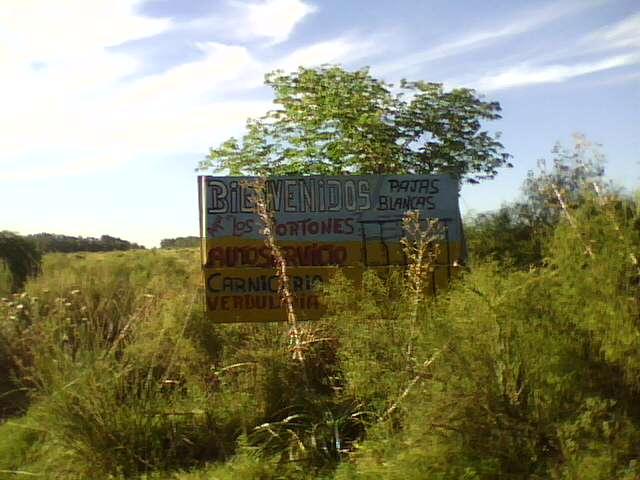 BIENVENIDOS PAJAS BLANCAS
LOS PORTONES
AUTOSERVICIO
CARNICERIA
VERDULERIA